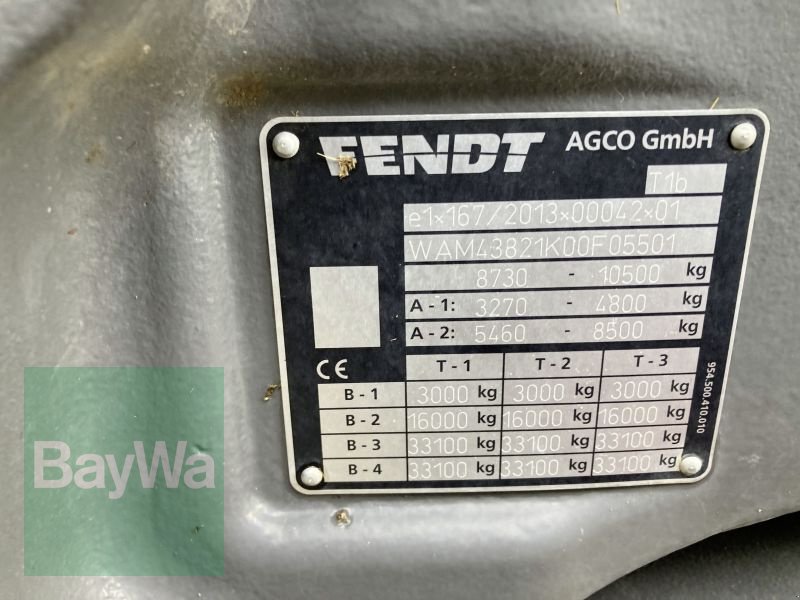 FENDT AGCO GmbH
T1b
e1*167/2013*00042*01
WAM43821K00F05501
8730 - 10500 kg
A - 1: 3270 - 4800 kg
A - 2: 5460 - 8500 kg
CE T - 1 T - 2 T - 3
B - 1 3000 kg 3000 kg 3000 kg
B - 2 16000 kg 16000 kg 16000 kg
B - 3 33100 kg 33100 kg 33100 kg
B - 4 33100 kg 33100 kg 33100 kg
954.500.410.010
BayWa